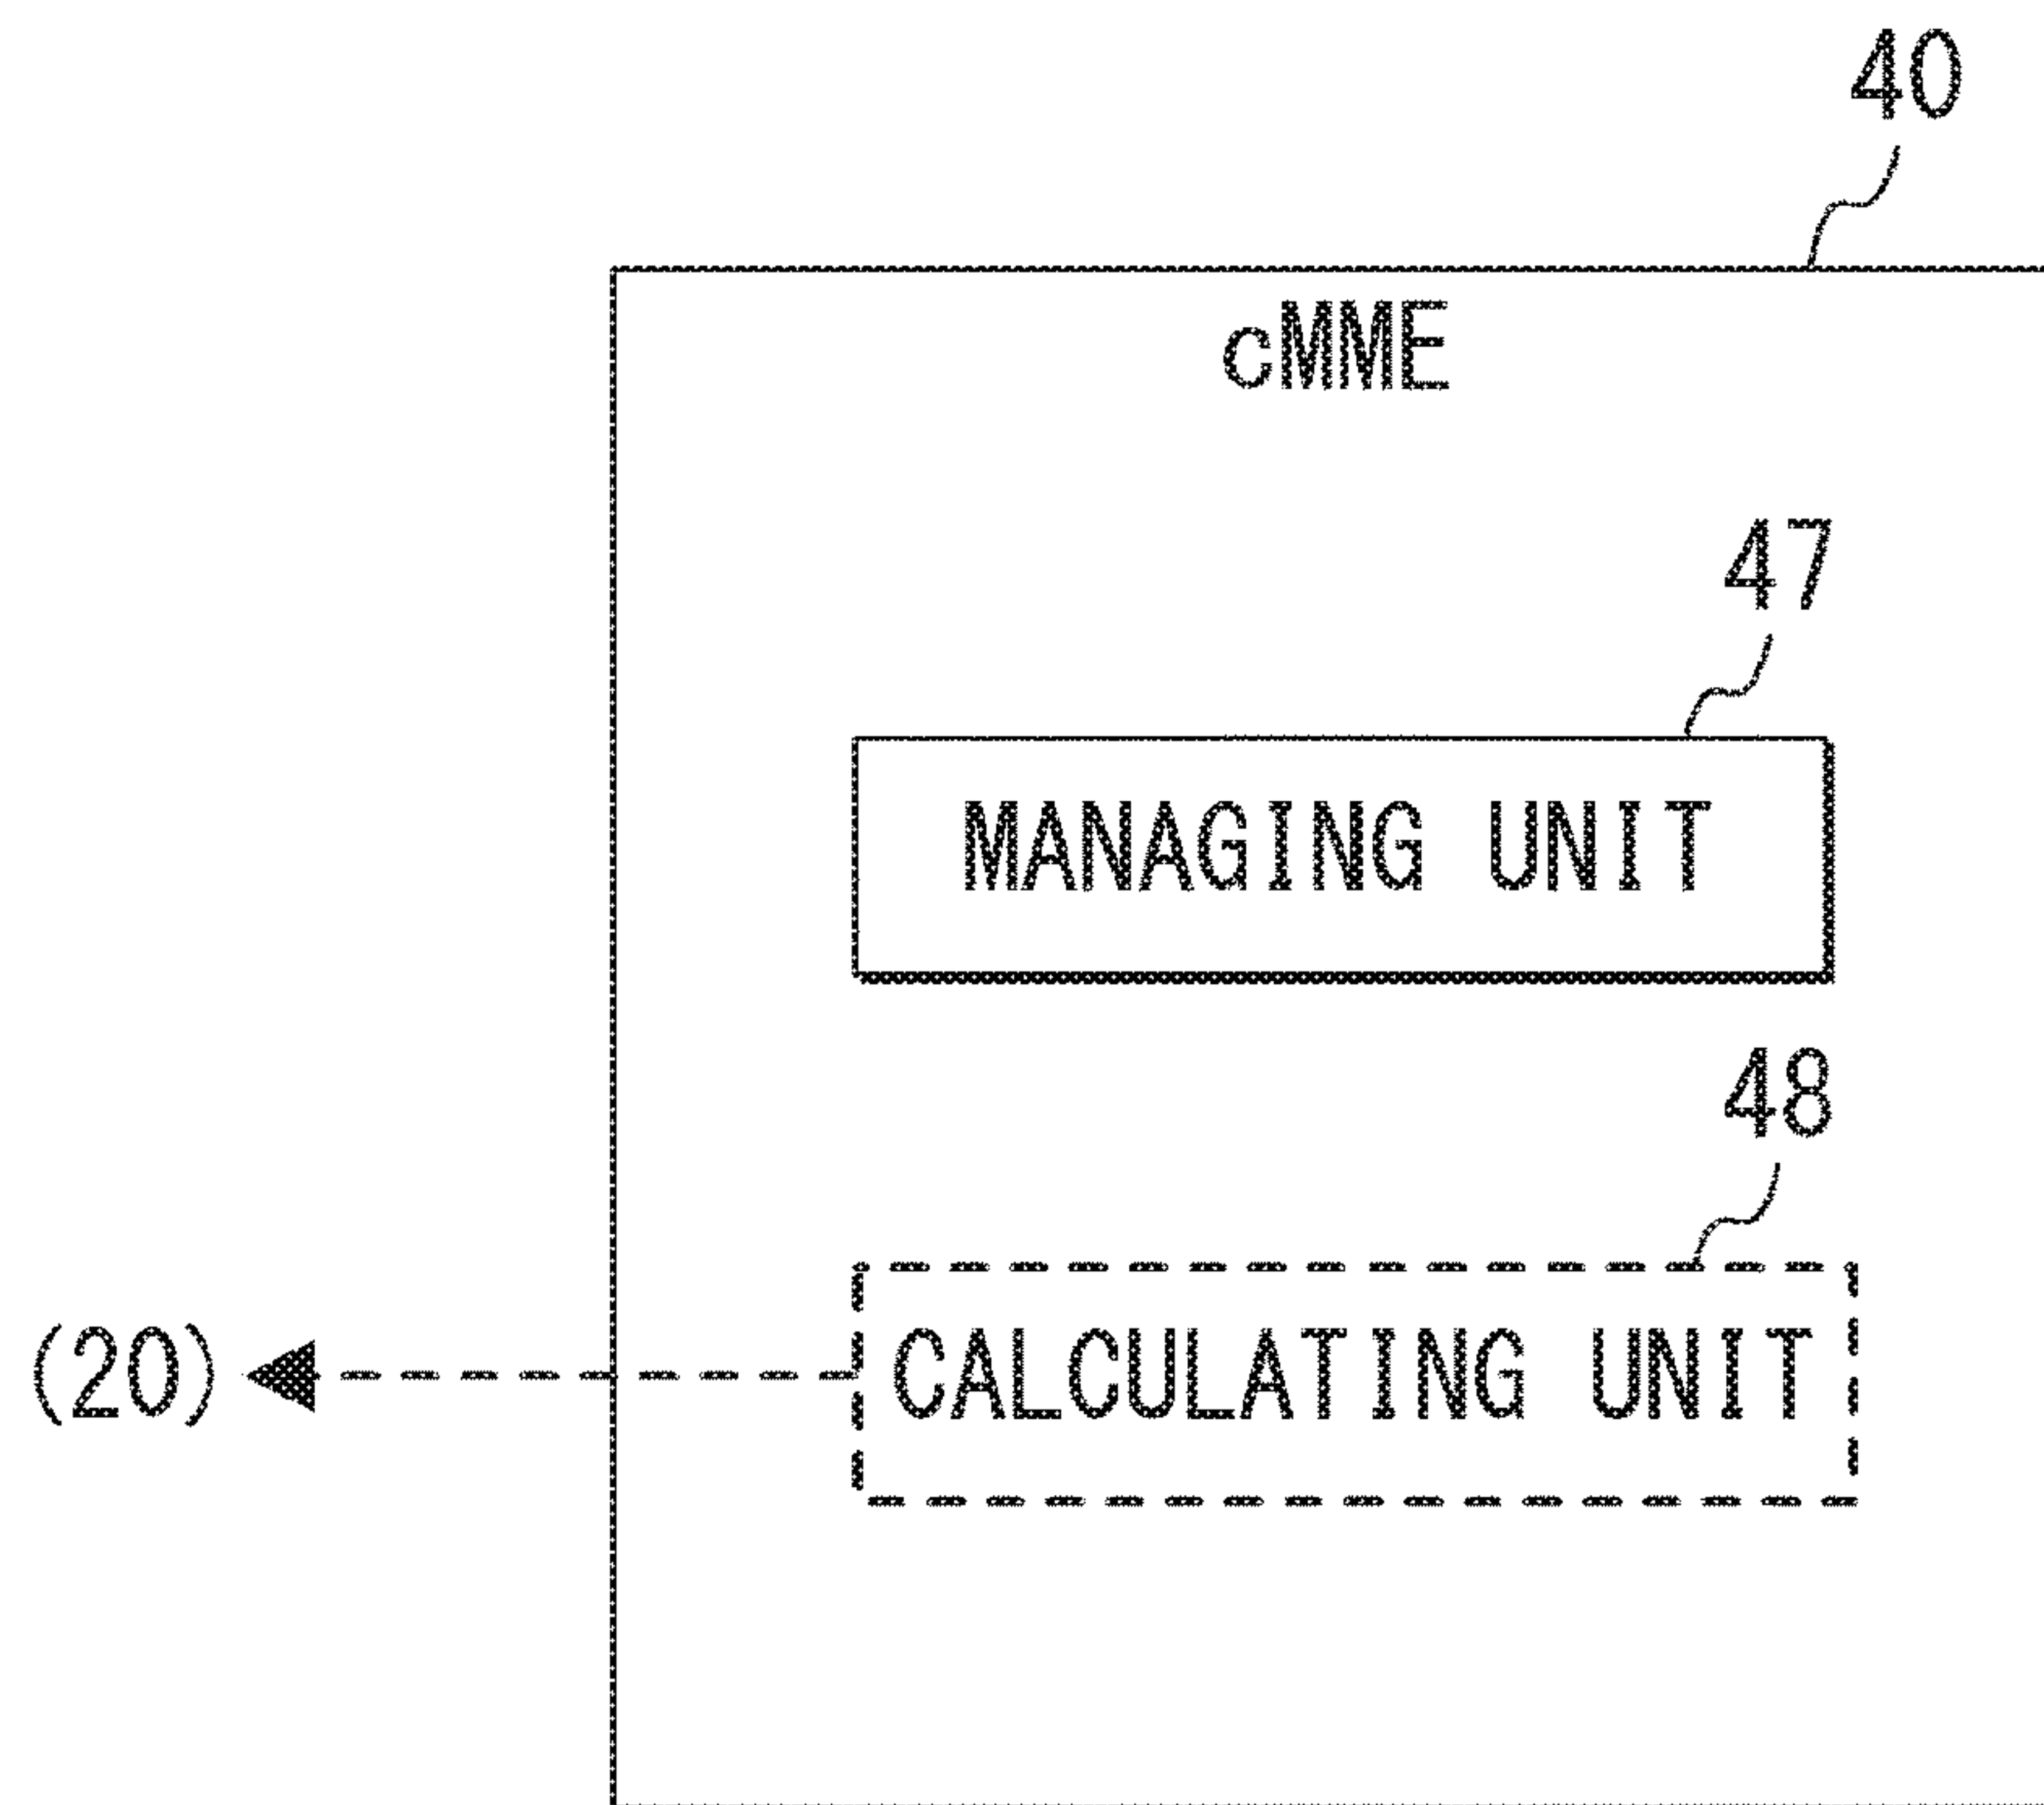 40
cMME
47
MANAGING UNIT
48
(20)
CALCULATING UNIT